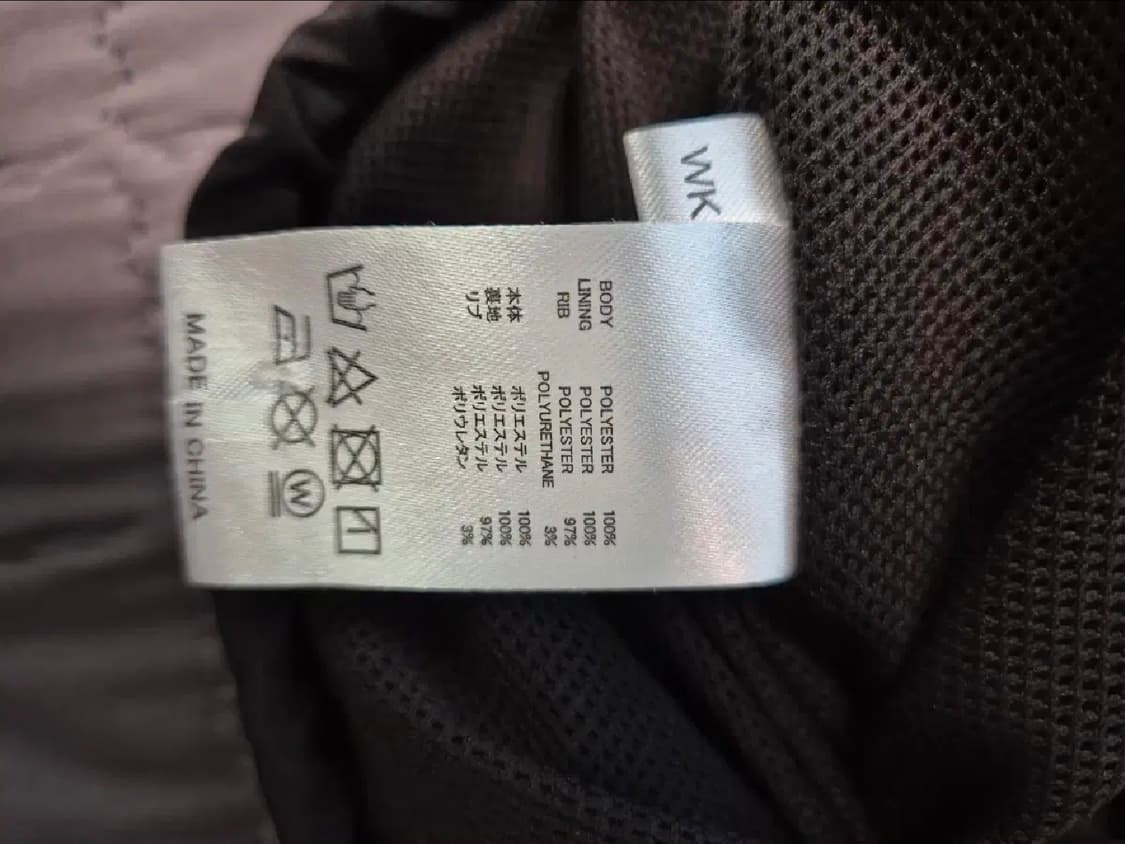 WK
BODY POLYESTER 100%
LINING POLYESTER 100%
RIB POLYESTER 97%
POLYURETHANE 3%
本体 ポリエステル 100%
裏地 ポリエステル 100%
リブ ポリエステル 97%
ポリウレタン 3%
W
MADE IN CHINA